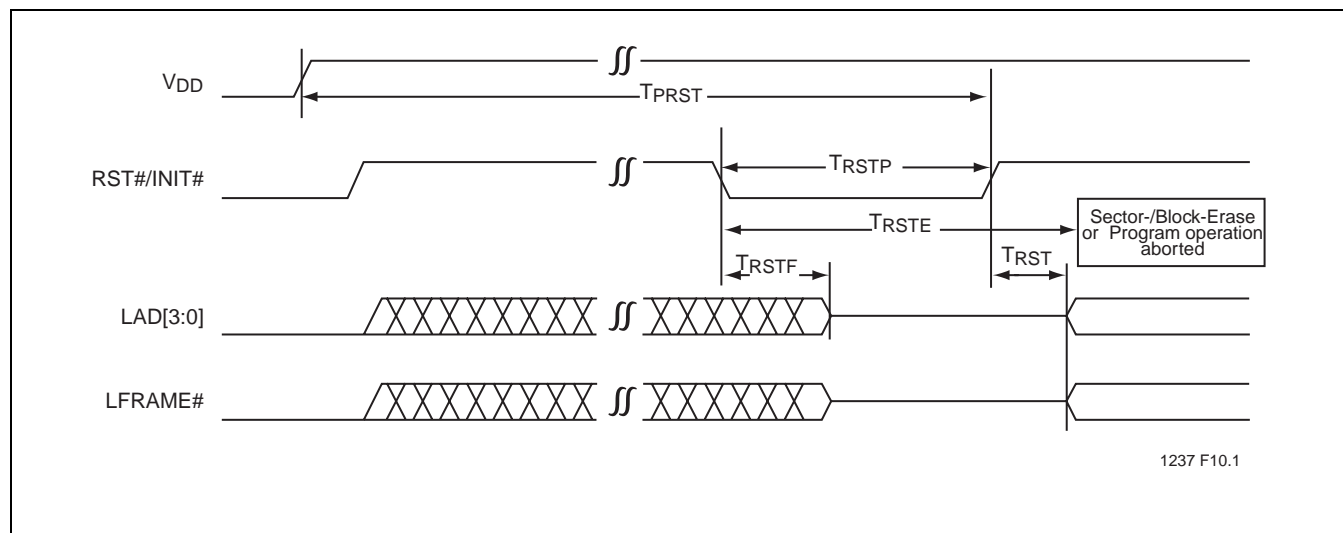 VDD
TPRST
RST#/INIT#
TRSTP
TRSTE
Sector-/Block-Erase
or Program operation
aborted
TRSTF
TRST
LAD[3:0]
LFRAME#
1237 F10.1